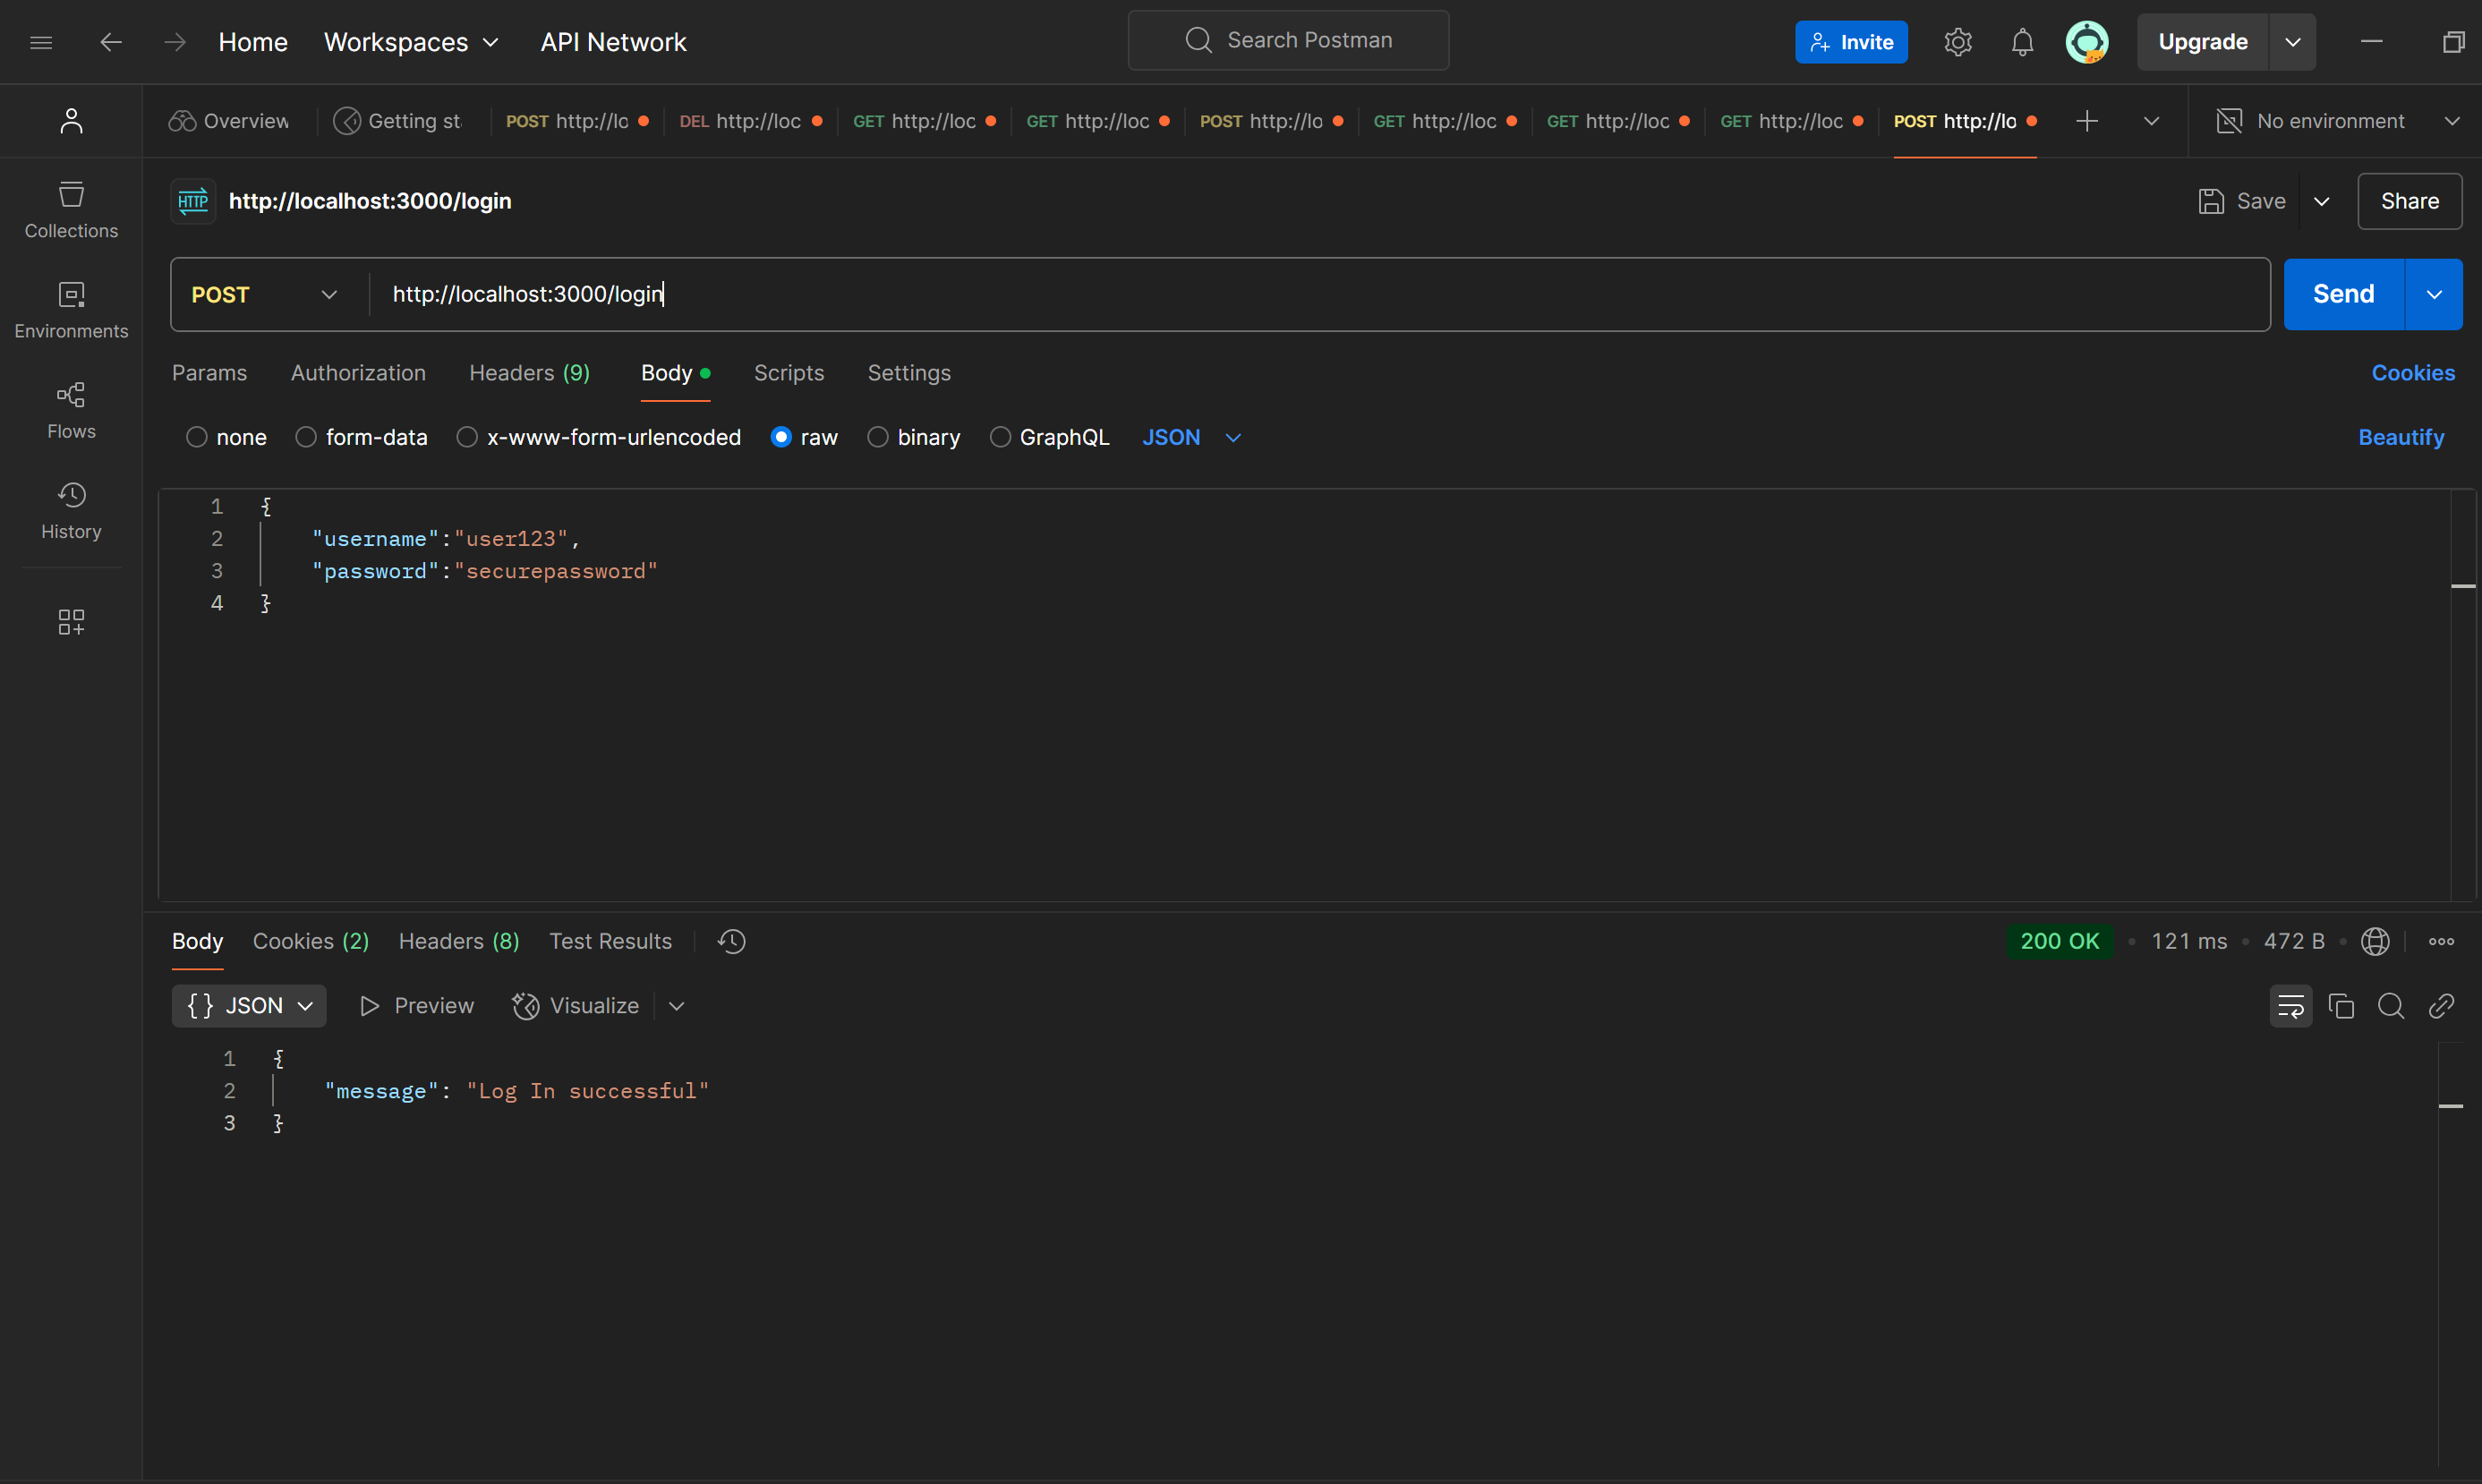 Home Workspaces API Network Search Postman Invite Upgrade
Overview Getting st POST http://lo DEL http://loc GET http://loc GET http://loc POST http://lo GET http://loc GET http://loc GET http://loc POST http://lo No environment
HTTP http://localhost:3000/login Save Share
Collections
POST http://localhost:3000/login Send
Environments
Params Authorization Headers (9) Body Scripts Settings Cookies
Flows
none form-data x-www-form-urlencoded raw binary GraphQL JSON Beautify
History
1 {
2 "username":"user123",
3 "password":"securepassword"
4 }
Body Cookies (2) Headers (8) Test Results 200 OK • 121 ms • 472 B •
{} JSON Preview Visualize
1 {
2 "message": "Log In successful"
3 }